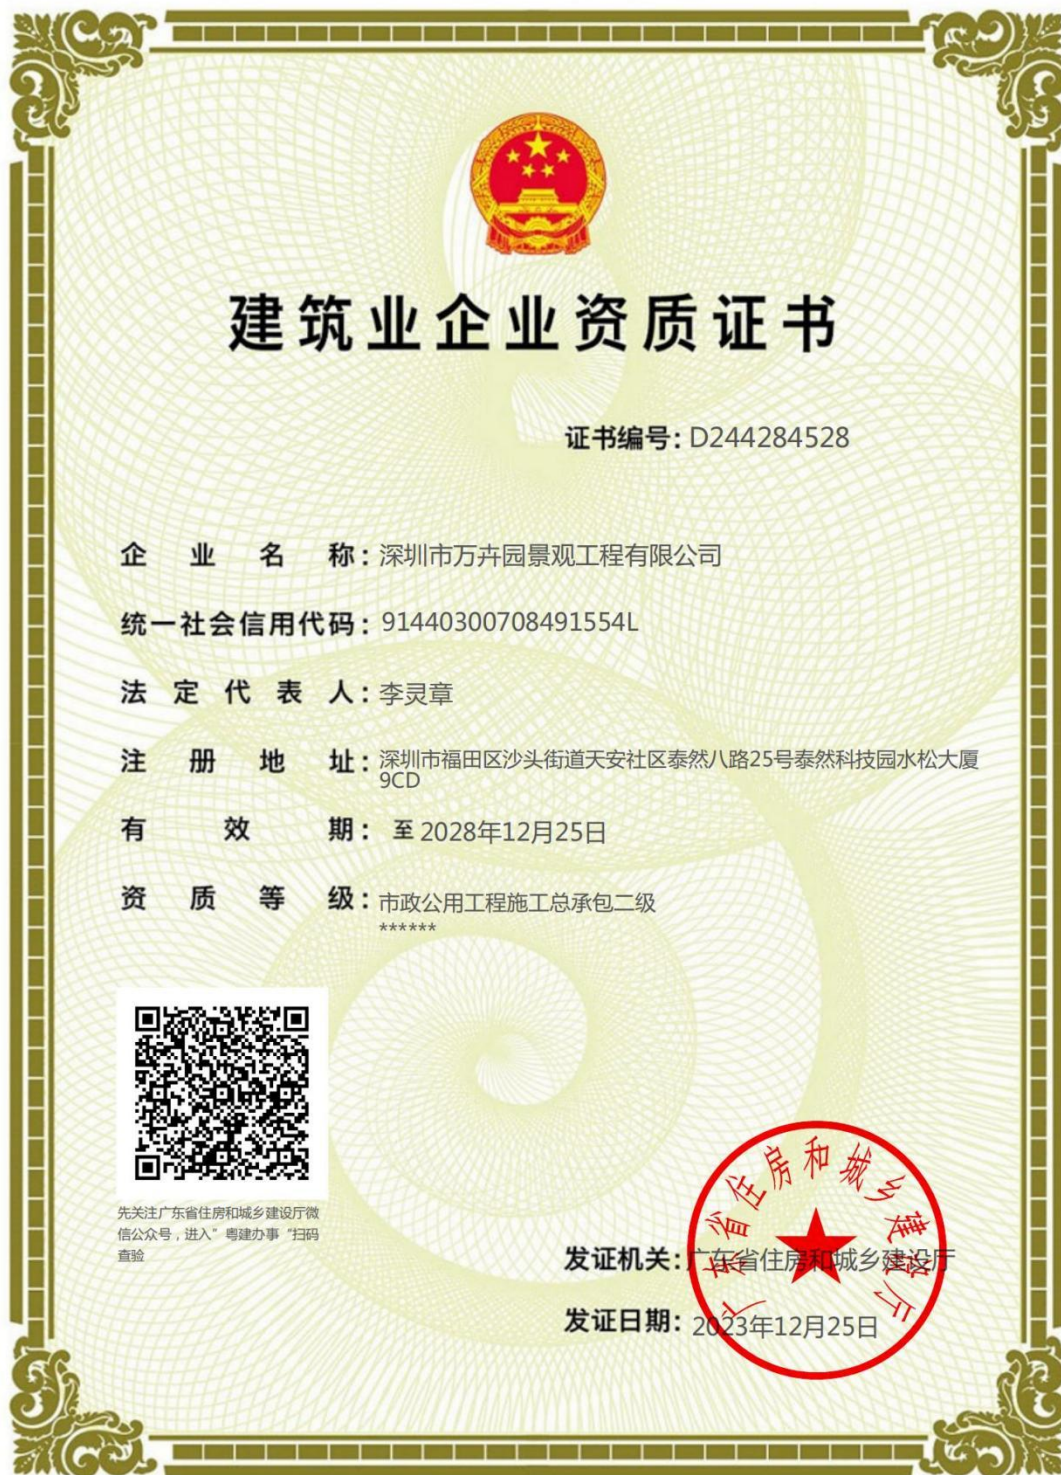 建筑业企业资质证书
证书编号: D244284528
企业名称: 深圳市万卉园景观工程有限公司
统一社会信用代码: 91440300708491554L
法定代表人: 李灵章
注册地址: 深圳市福田区沙头街道天安社区泰然八路25号泰然科技园水松大厦
9CD
有效期: 至 2028年12月25日
资质等级: 市政公用工程施工总承包二级
******
先关注广东省住房和城乡建设厅微
信公众号，进入”粤建办事“扫码
查验
发证机关: 广东省住房和城乡建设厅
发证日期: 2023年12月25日
广东省住房和城乡建设厅